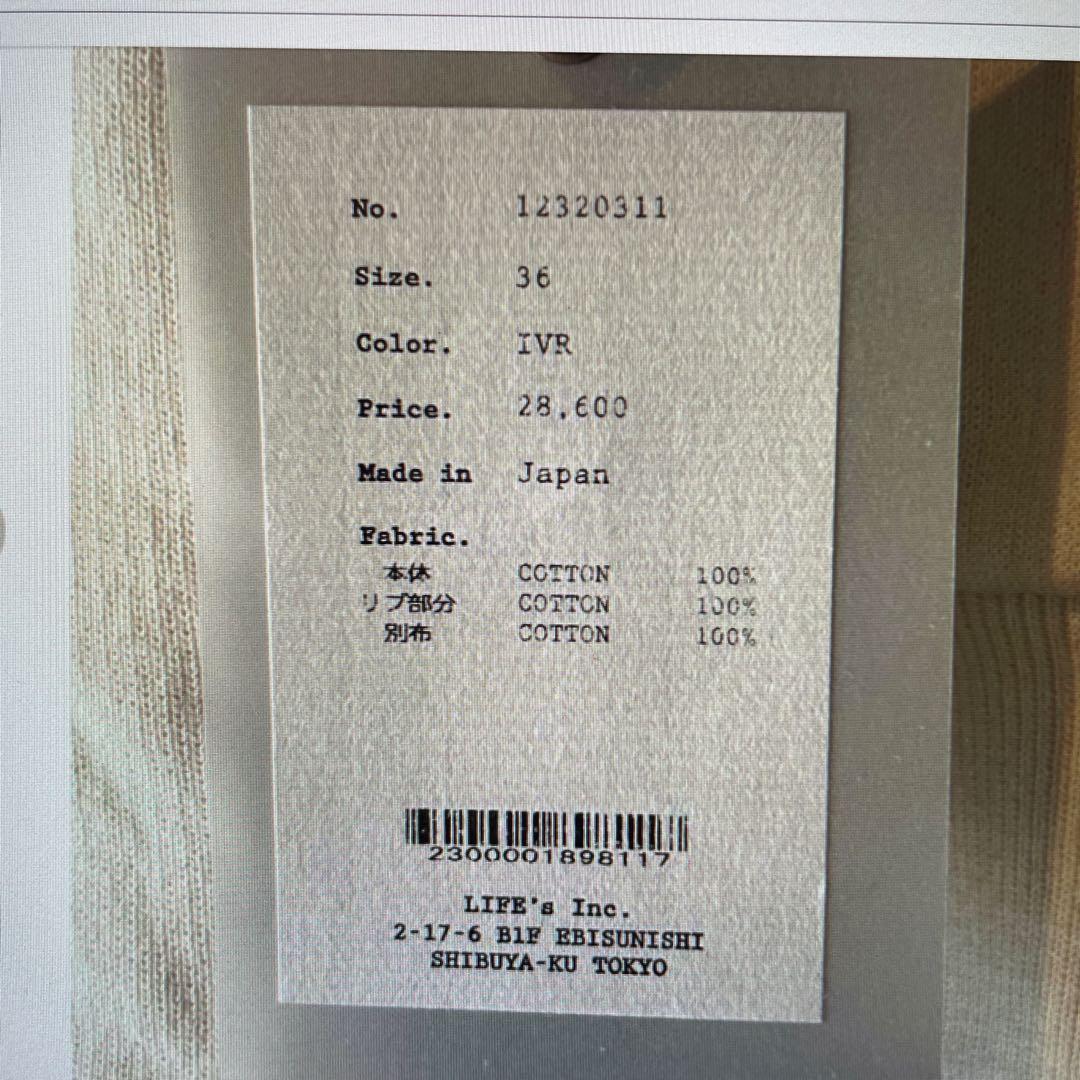 No. 12320311
Size. 36
Color. IVR
Price. 28,600
Made in Japan
Fabric.
本体 COTTON 100%
リブ部分 COTTON 100%
別布 COTTON 100%
2300001898117
LIFE's Inc.
2-17-6 B1F EBISUNISHI
SHIBUYA-KU TOKYO